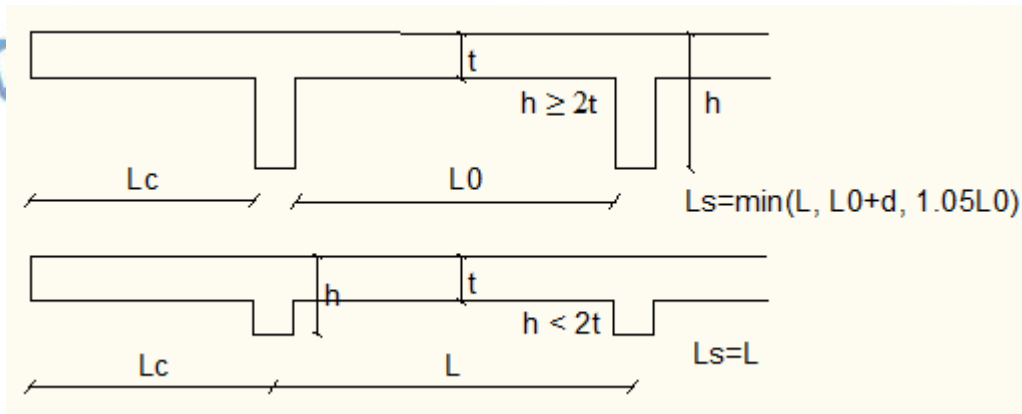 t
h ≥ 2t
h
Lc
L0
Ls=min(L, L0+d, 1.05L0)
h
t
h < 2t
Ls=L
Lc
L